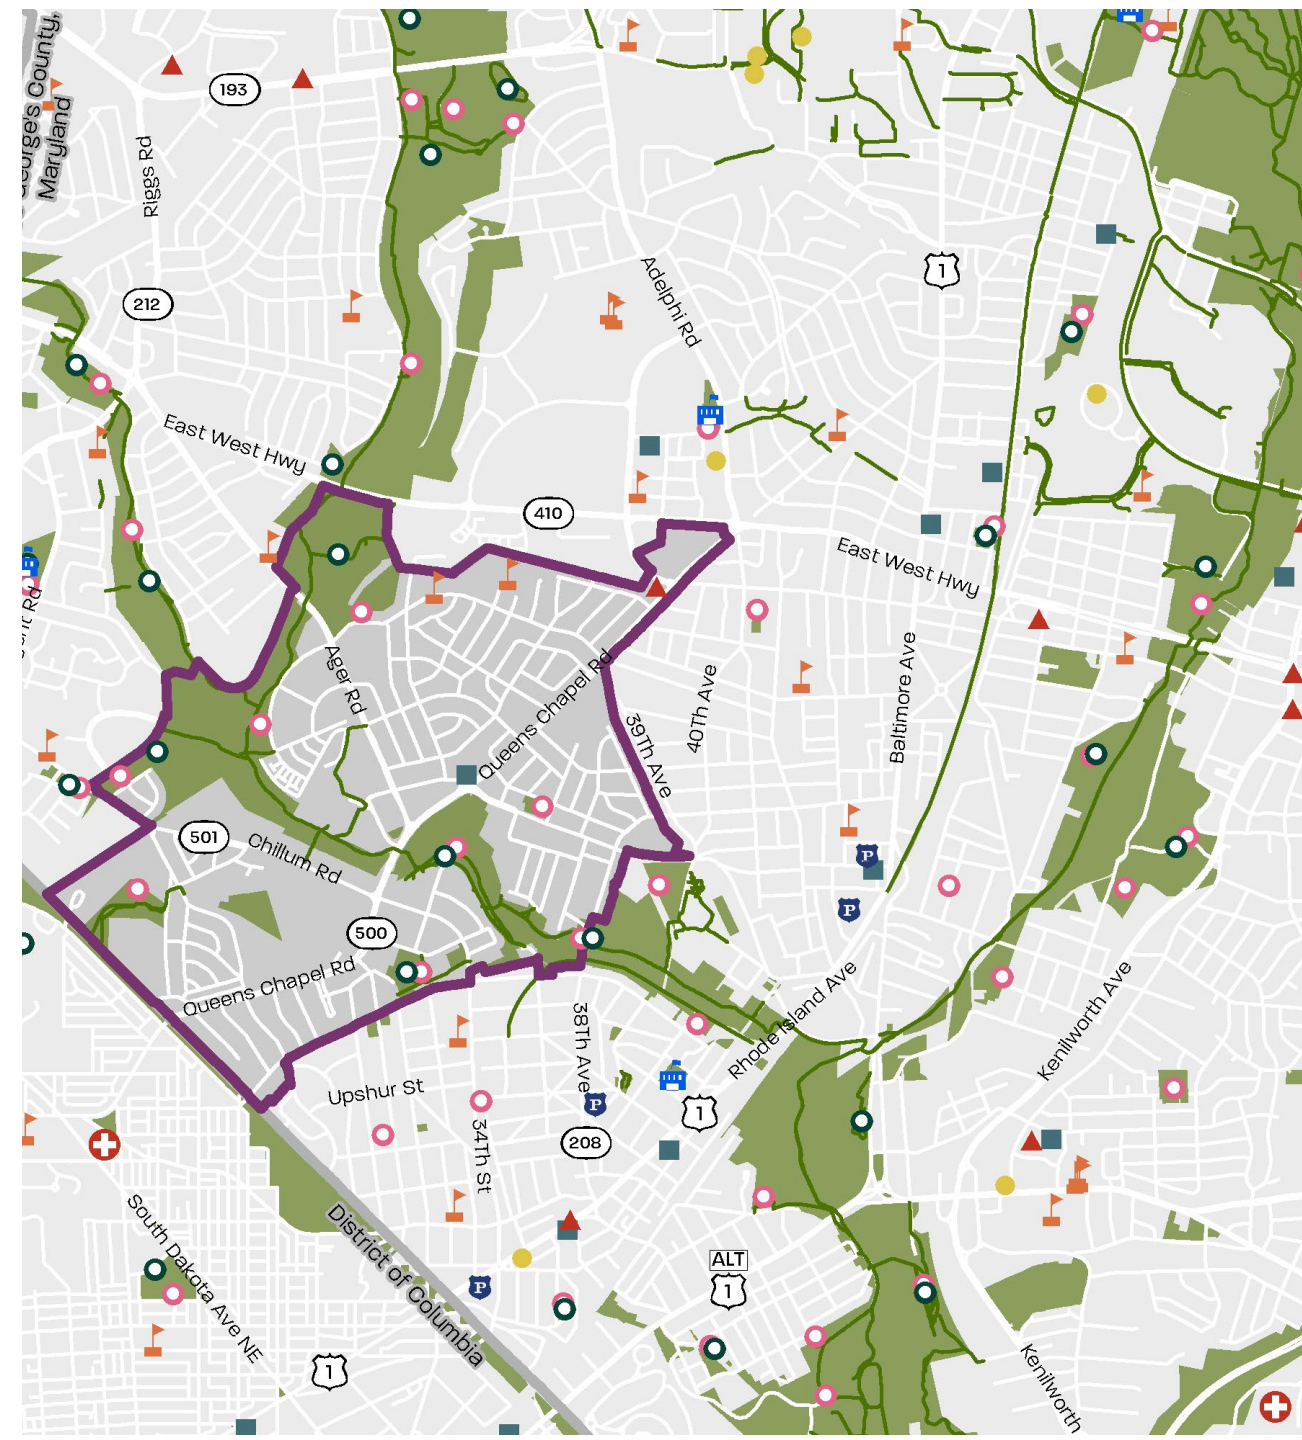 George's County,
Maryland
193
Riggs Rd
212
Adelphi Rd
1
East West Hwy
410
East West Hwy
Ager Rd
Queens Chapel Rd
40Th Ave
39Th Ave
Baltimore Ave
501
Chillum Rd
P
P
500
Queens Chapel Rd
38Th Ave
Rhode Island Ave
Kenilworth Ave
Upshur St
P
1
34Th St
208
South Dakota Ave NE
District of Columbia
P
ALT
1
1
Kenilworth